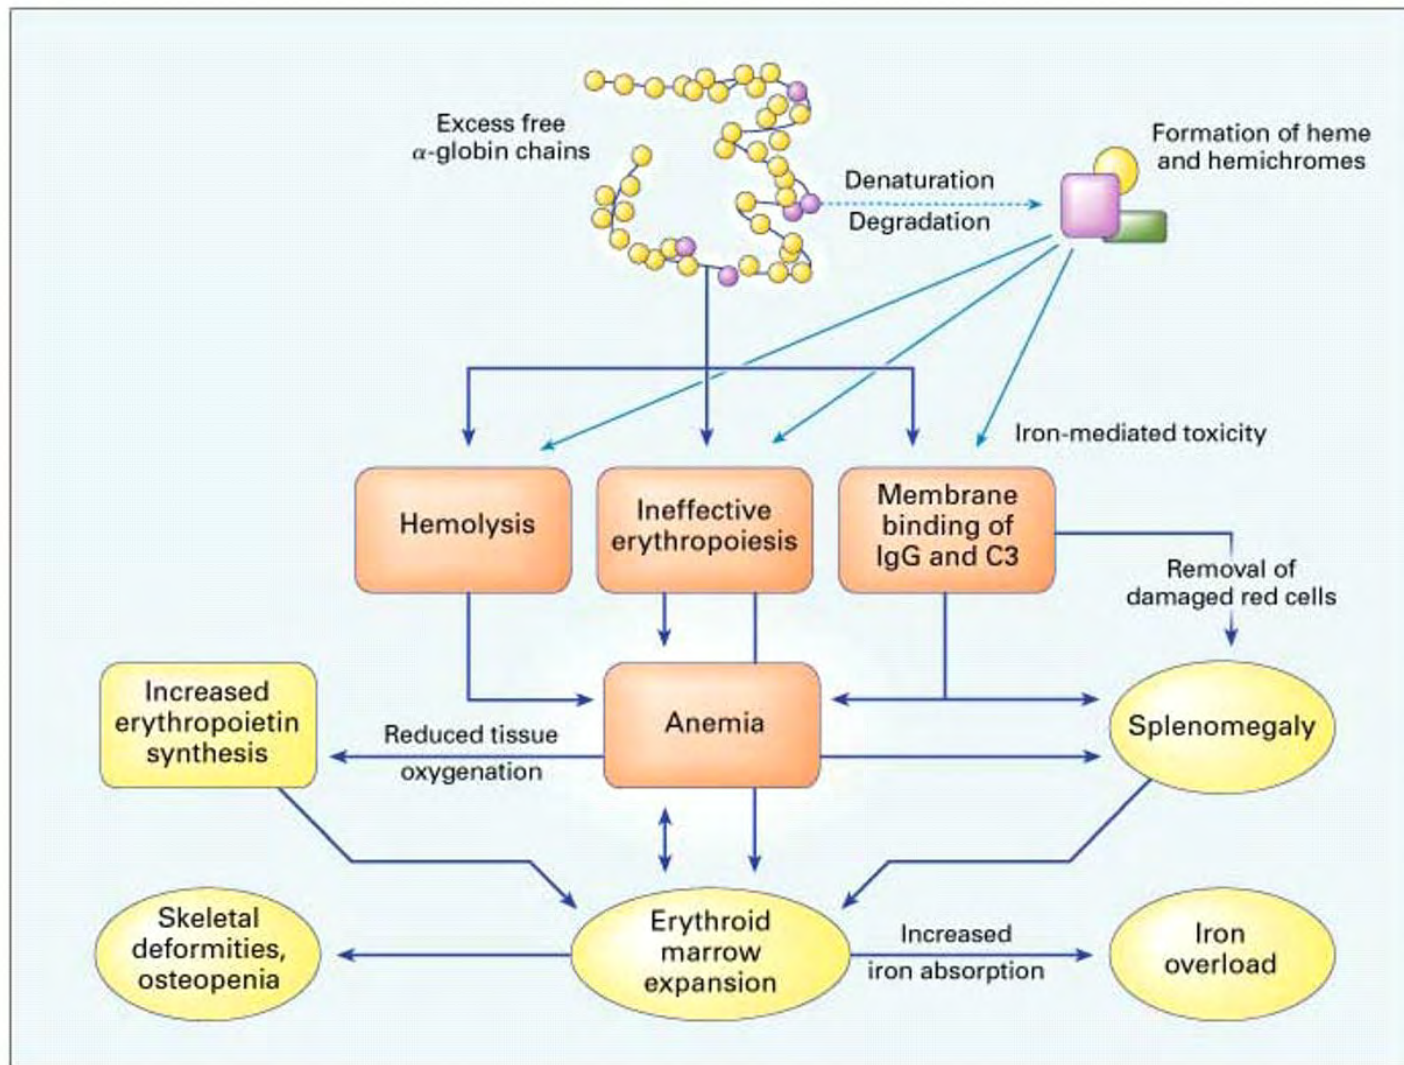 Excess free
α-globin chains
Denaturation
Degradation
Formation of heme
and hemichromes
Iron-mediated toxicity
Hemolysis
Ineffective
erythropoiesis
Membrane
binding of
IgG and C3
Removal of
damaged red cells
Increased
erythropoietin
synthesis
Reduced tissue
oxygenation
Anemia
Splenomegaly
Skeletal
deformities,
osteopenia
Erythroid
marrow
expansion
Increased
iron absorption
Iron
overload